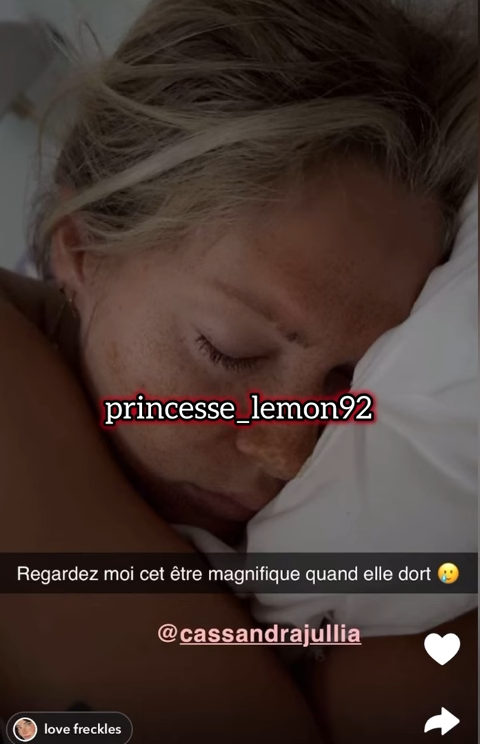 princesse_lemon92
Regardez moi cet être magnifique quand elle dort 🥲
@cassandrajullia
love freckles